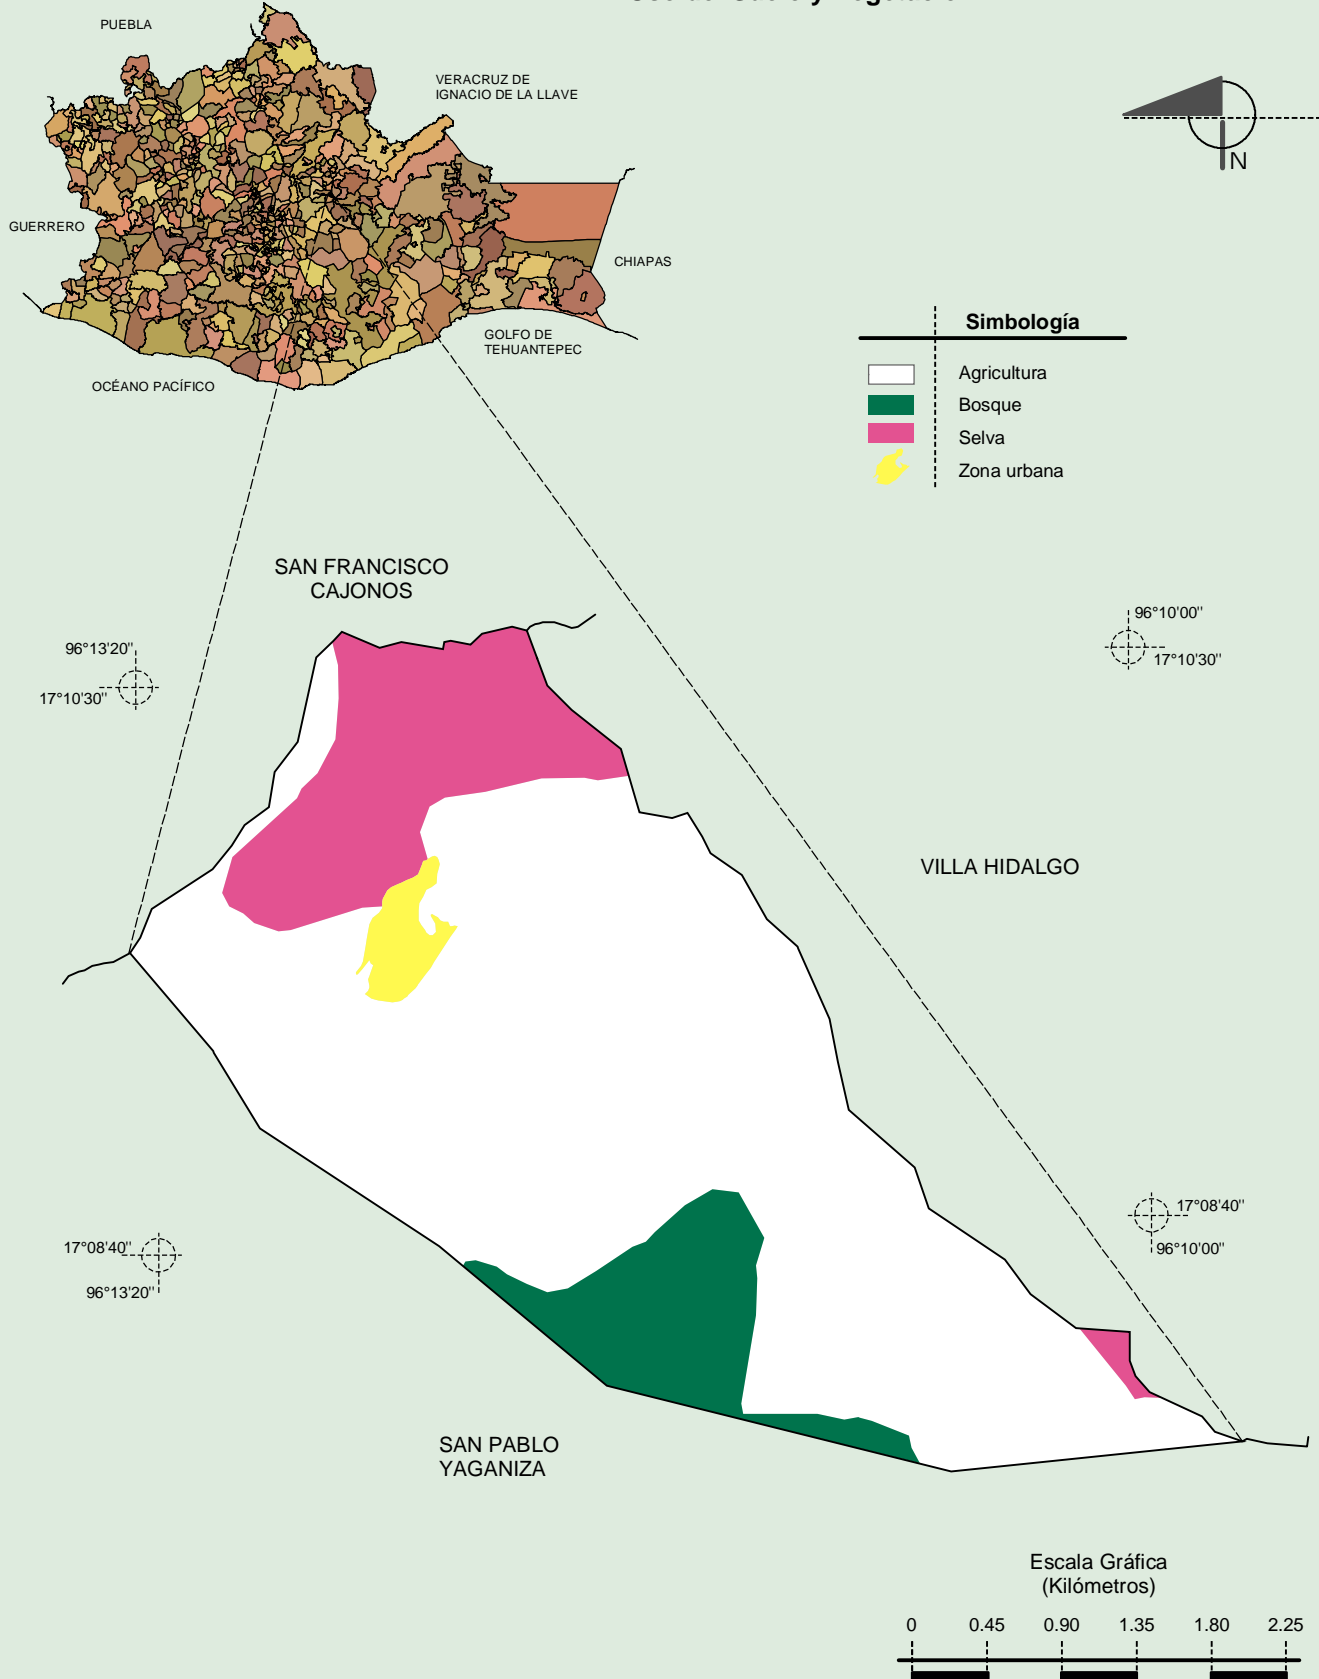 PUEBLA
VERACRUZ DE
IGNACIO DE LA LLAVE
N
GUERRERO
CHIAPAS
GOLFO DE
TEHUANTEPEC
OCÉANO PACÍFICO
Simbología
Agricultura
Bosque
Selva
Zona urbana
SAN FRANCISCO
CAJONOS
96°13'20"
17°10'30"
96°10'00"
17°10'30"
VILLA HIDALGO
17°08'40"
96°13'20"
17°08'40"
96°10'00"
SAN PABLO
YAGANIZA
Escala Gráfica
(Kilómetros)
0 0.45 0.90 1.35 1.80 2.25